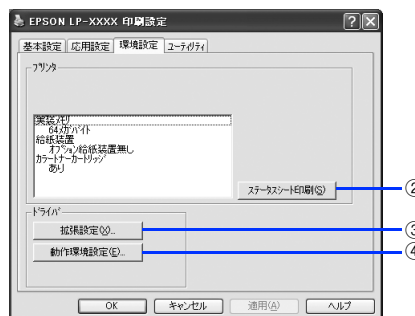 EPSON LP-XXXX 印刷設定
基本設定 応用設定 環境設定 ユーティリティ
プリンタ
実装メモリ
64メガバイト
給紙装置
オプション給紙装置無し
カラートナーカートリッジ
あり
ステータスシート印刷(S)
②
ドライバ
拡張設定(X)...
③
動作環境設定(E)...
④
OK キャンセル 適用(A) ヘルプ